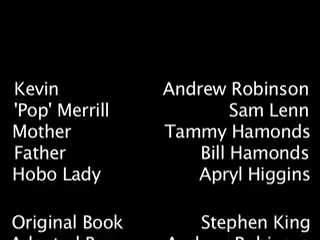 Kevin Andrew Robinson
'Pop' Merrill Sam Lenn
Mother Tammy Hamonds
Father Bill Hamonds
Hobo Lady Apryl Higgins
Original Book Stephen King